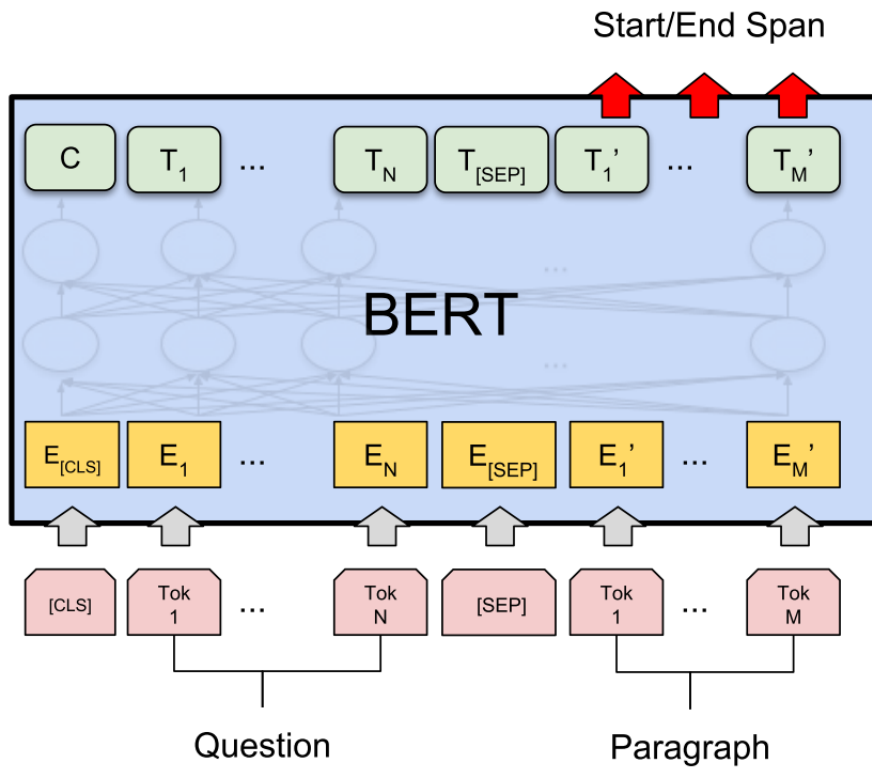 Start/End Span
C T1 ... TN T[SEP] T1’ ... TM’
...
BERT
...
E[CLS] E1 ... EN E[SEP] E1’ ... EM’
[CLS] Tok 1 ... Tok N [SEP] Tok 1 ... Tok M
Question Paragraph